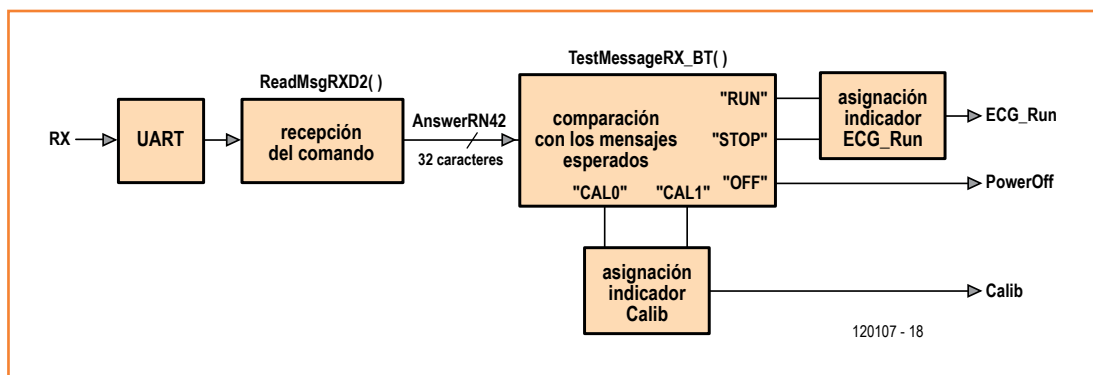 TestMessageRX_BT( )
ReadMsgRXD2( )
RX
UART
recepción
del comando
AnswerRN42
32 caracteres
comparación
con los mensajes
esperados
"RUN"
"STOP"
"OFF"
"CAL0" "CAL1"
asignación
indicador
ECG_Run
ECG_Run
PowerOff
asignación
indicador
Calib
Calib
120107 - 18